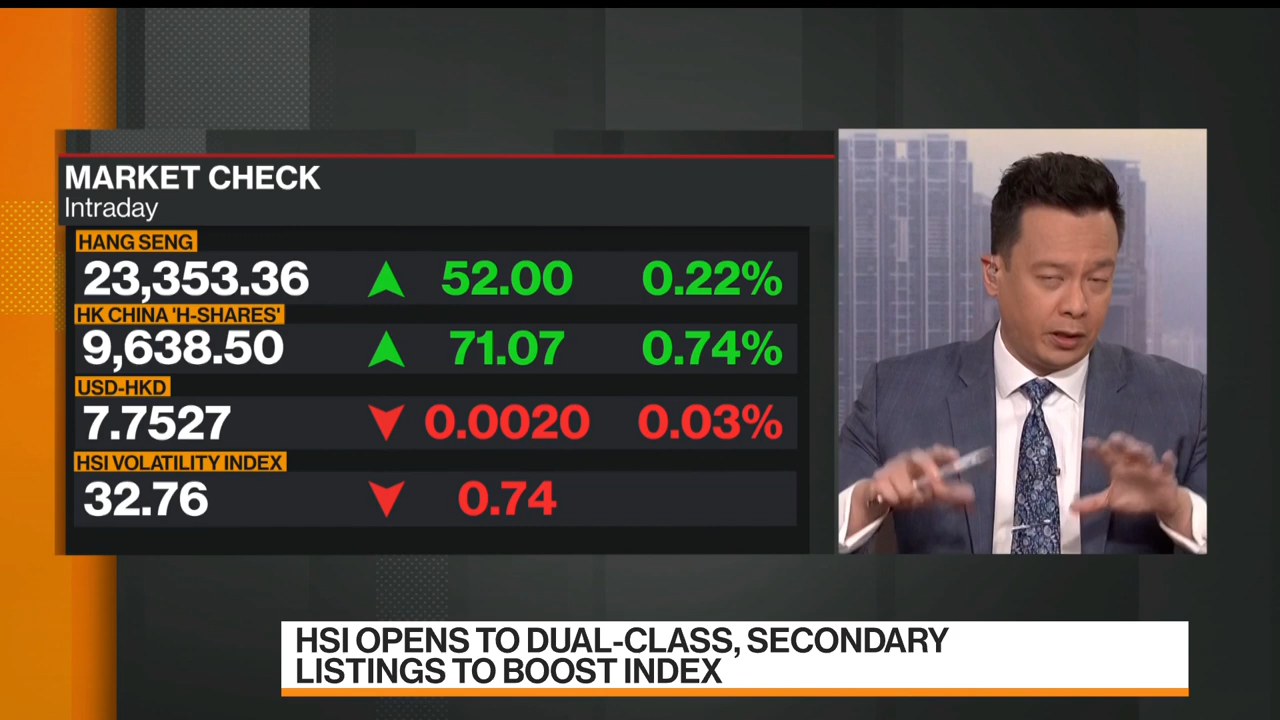 MARKET CHECK
Intraday
HANG SENG
23,353.36 ▲ 52.00 0.22%
HK CHINA 'H-SHARES'
9,638.50 ▲ 71.07 0.74%
USD-HKD
7.7527 ▼ 0.0020 0.03%
HSI VOLATILITY INDEX
32.76 ▼ 0.74
HSI OPENS TO DUAL-CLASS, SECONDARY
LISTINGS TO BOOST INDEX